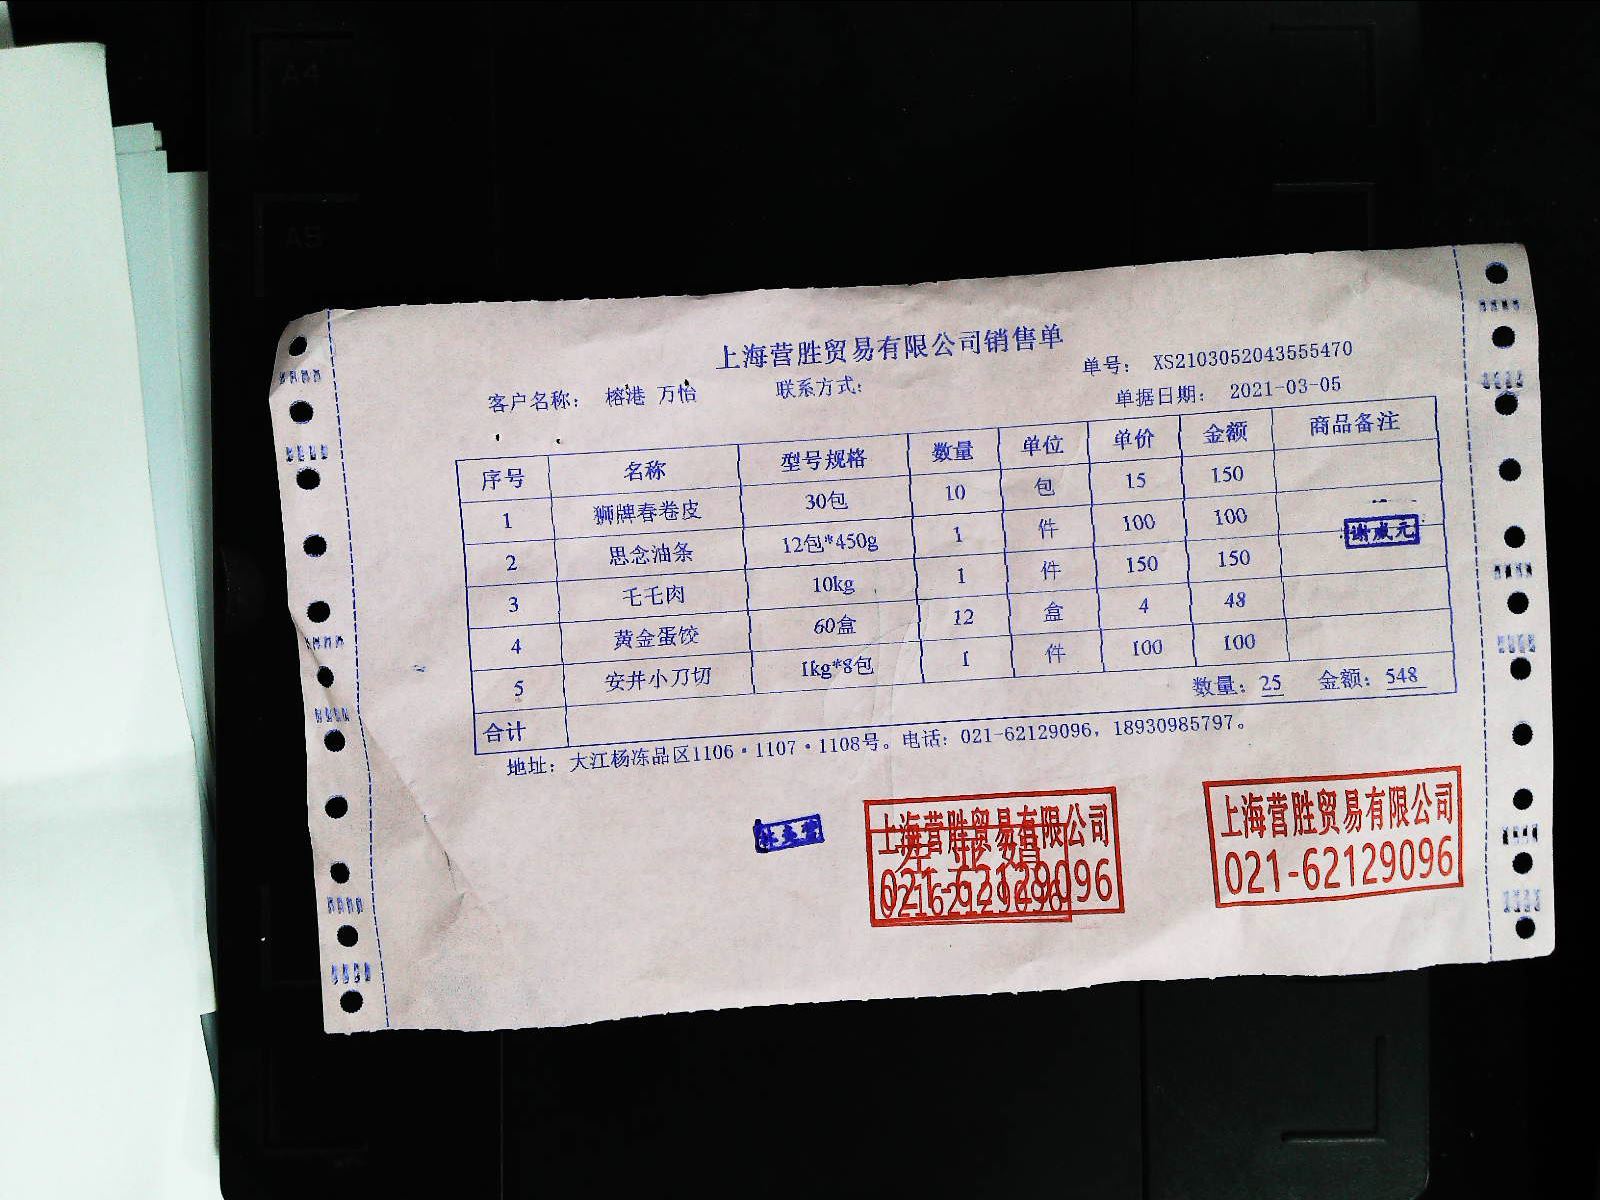 A4
A5
上海营胜贸易有限公司销售单
单号： XS2103052043555470
客户名称： 榕港 万怡 联系方式： 单据日期： 2021-03-05
序号 名称 型号规格 数量 单位 单价 金额 商品备注
1 狮牌春卷皮 30包 10 包 15 150
2 思念油条 12包*450g 1 件 100 100
3 毛毛肉 10kg 1 件 150 150
4 黄金蛋饺 60盒 12 盒 4 48
5 安井小刀切 1kg*8包 1 件 100 100
合计 数量：25 金额：548
地址：大江杨冻品区1106·1107·1108号。电话：021-62129096，18930985797。
上海营胜贸易有限公司
021-62129096
上海营胜贸易有限公司
021-62129096